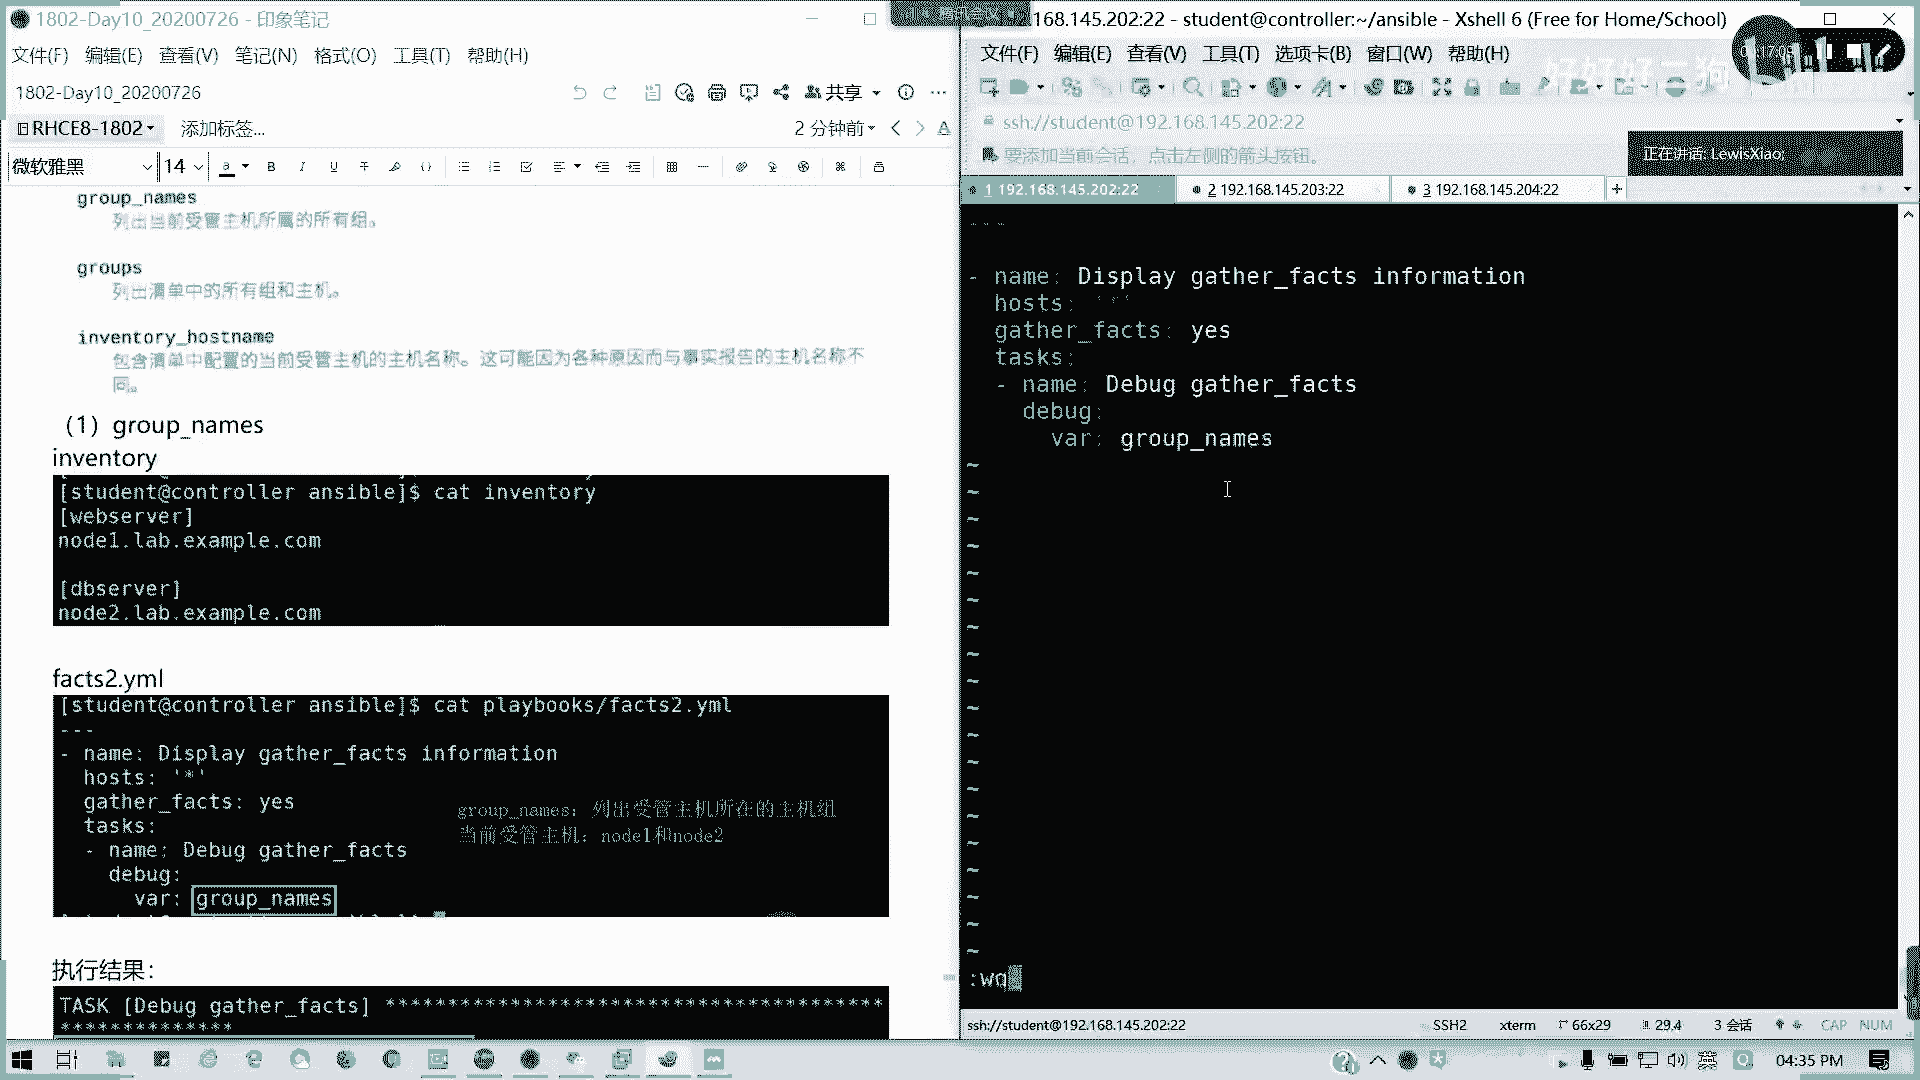 1802-Day10_20200726 - 印象笔记
文件(F) 编辑(E) 查看(V) 笔记(N) 格式(O) 工具(T) 帮助(H)
1802-Day10_20200726
共享
RHCE8-1802
添加标签...
2 分钟前
微软雅黑
14
group_names
列出当前受管主机所属的所有组。
groups
列出清单中的所有组和主机。
inventory_hostname
包含清单中配置的当前受管主机的主机名称。这可能因为各种原因而与事实报告的主机名称不
同。
（1）group_names
inventory
[student@controller ansible]$ cat inventory
[webserver]
node1.lab.example.com
[dbserver]
node2.lab.example.com
facts2.yml
[student@controller ansible]$ cat playbooks/facts2.yml
---
- name: Display gather_facts information
hosts: '*'
gather_facts: yes
tasks:
- name: Debug gather_facts
debug:
var: group_names
group_names：列出受管主机所在的主机组
当前受管主机：node1和node2
执行结果：
TASK [Debug gather_facts] ****************************************
**************
168.145.202:22 - student@controller:~/ansible - Xshell 6 (Free for Home/School)
文件(F) 编辑(E) 查看(V) 工具(T) 选项卡(B) 窗口(W) 帮助(H)
ssh://student@192.168.145.202:22
要添加当前会话，点击左侧的箭头按钮。
正在讲话: LewisXiao;
1 192.168.145.202:22
2 192.168.145.203:22
3 192.168.145.204:22
---
- name: Display gather_facts information
hosts: '*'
gather_facts: yes
tasks:
- name: Debug gather_facts
debug:
var: group_names
:wq
ssh://student@192.168.145.202:22
SSH2
xterm
66x29
29,4
3 会话
CAP NUM
英
04:35 PM